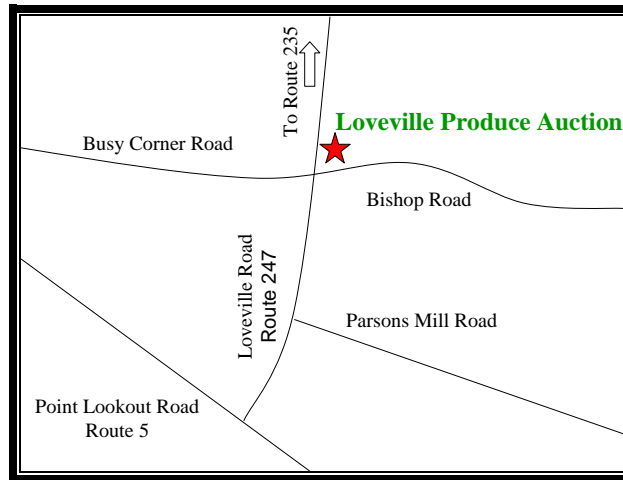 To Route 235
Loveville Produce Auction
Busy Corner Road
Bishop Road
Loveville Road
Route 247
Parsons Mill Road
Point Lookout Road
Route 5